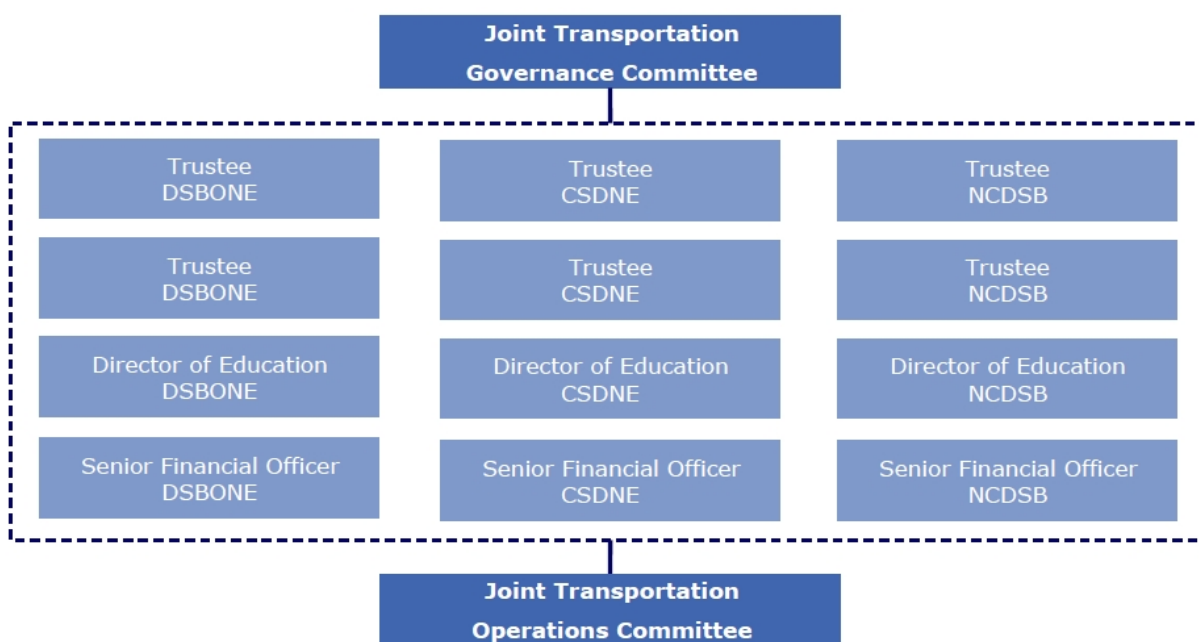 Joint Transportation
Governance Committee
Trustee
DSBONE
Trustee
CSDNE
Trustee
NCDSB
Trustee
DSBONE
Trustee
CSDNE
Trustee
NCDSB
Director of Education
DSBONE
Director of Education
CSDNE
Director of Education
NCDSB
Senior Financial Officer
DSBONE
Senior Financial Officer
CSDNE
Senior Financial Officer
NCDSB
Joint Transportation
Operations Committee